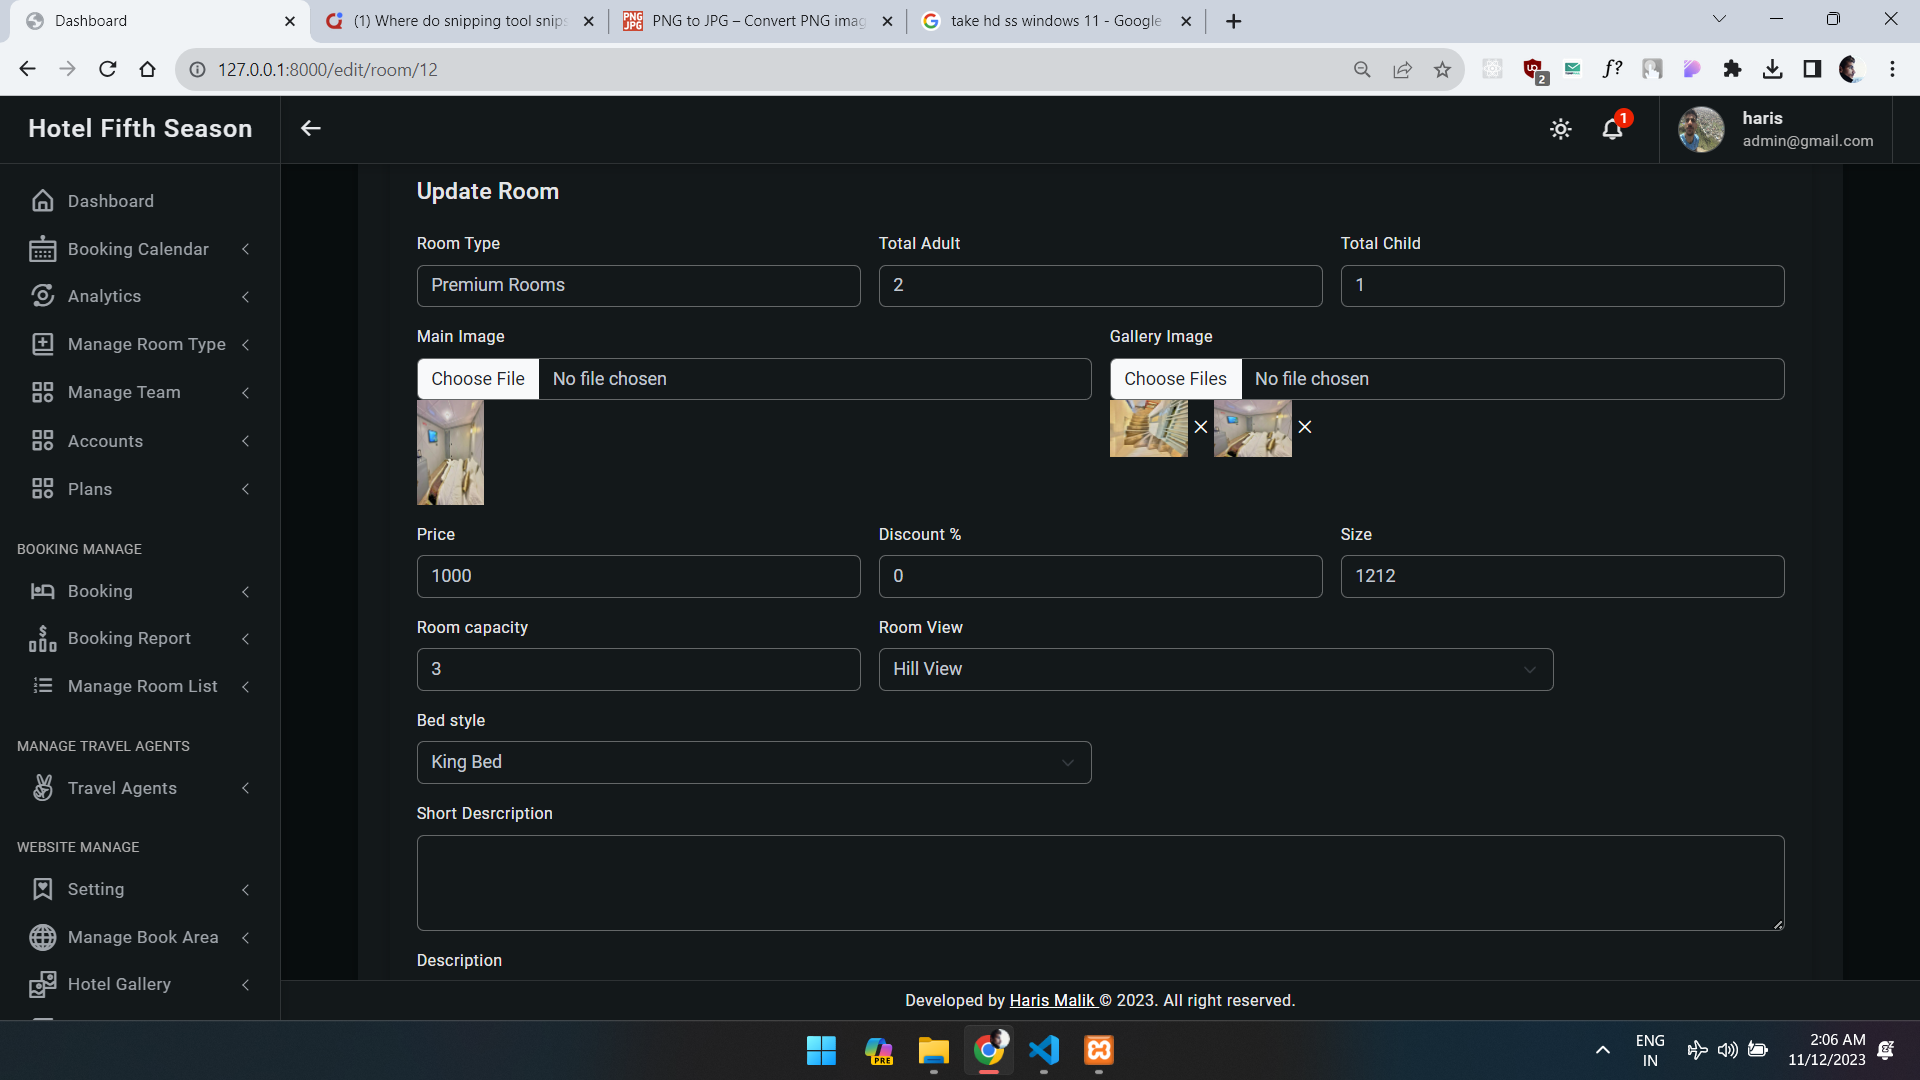 Dashboard
(1) Where do snipping tool snips
PNG to JPG – Convert PNG imag
take hd ss windows 11 - Google
127.0.0.1:8000/edit/room/12
2
f?
Hotel Fifth Season
1
haris
admin@gmail.com
Dashboard
Booking Calendar
Analytics
Manage Room Type
Manage Team
Accounts
Plans
BOOKING MANAGE
Booking
Booking Report
Manage Room List
MANAGE TRAVEL AGENTS
Travel Agents
WEBSITE MANAGE
Setting
Manage Book Area
Hotel Gallery
Update Room
Room Type
Total Adult
Total Child
Premium Rooms
2
1
Main Image
Gallery Image
Choose File
No file chosen
Choose Files
No file chosen
Price
Discount %
Size
1000
0
1212
Room capacity
Room View
3
Hill View
Bed style
King Bed
Short Desrcription
Description
Developed by Haris Malik © 2023. All right reserved.
PRE
ENG
IN
2:06 AM
11/12/2023